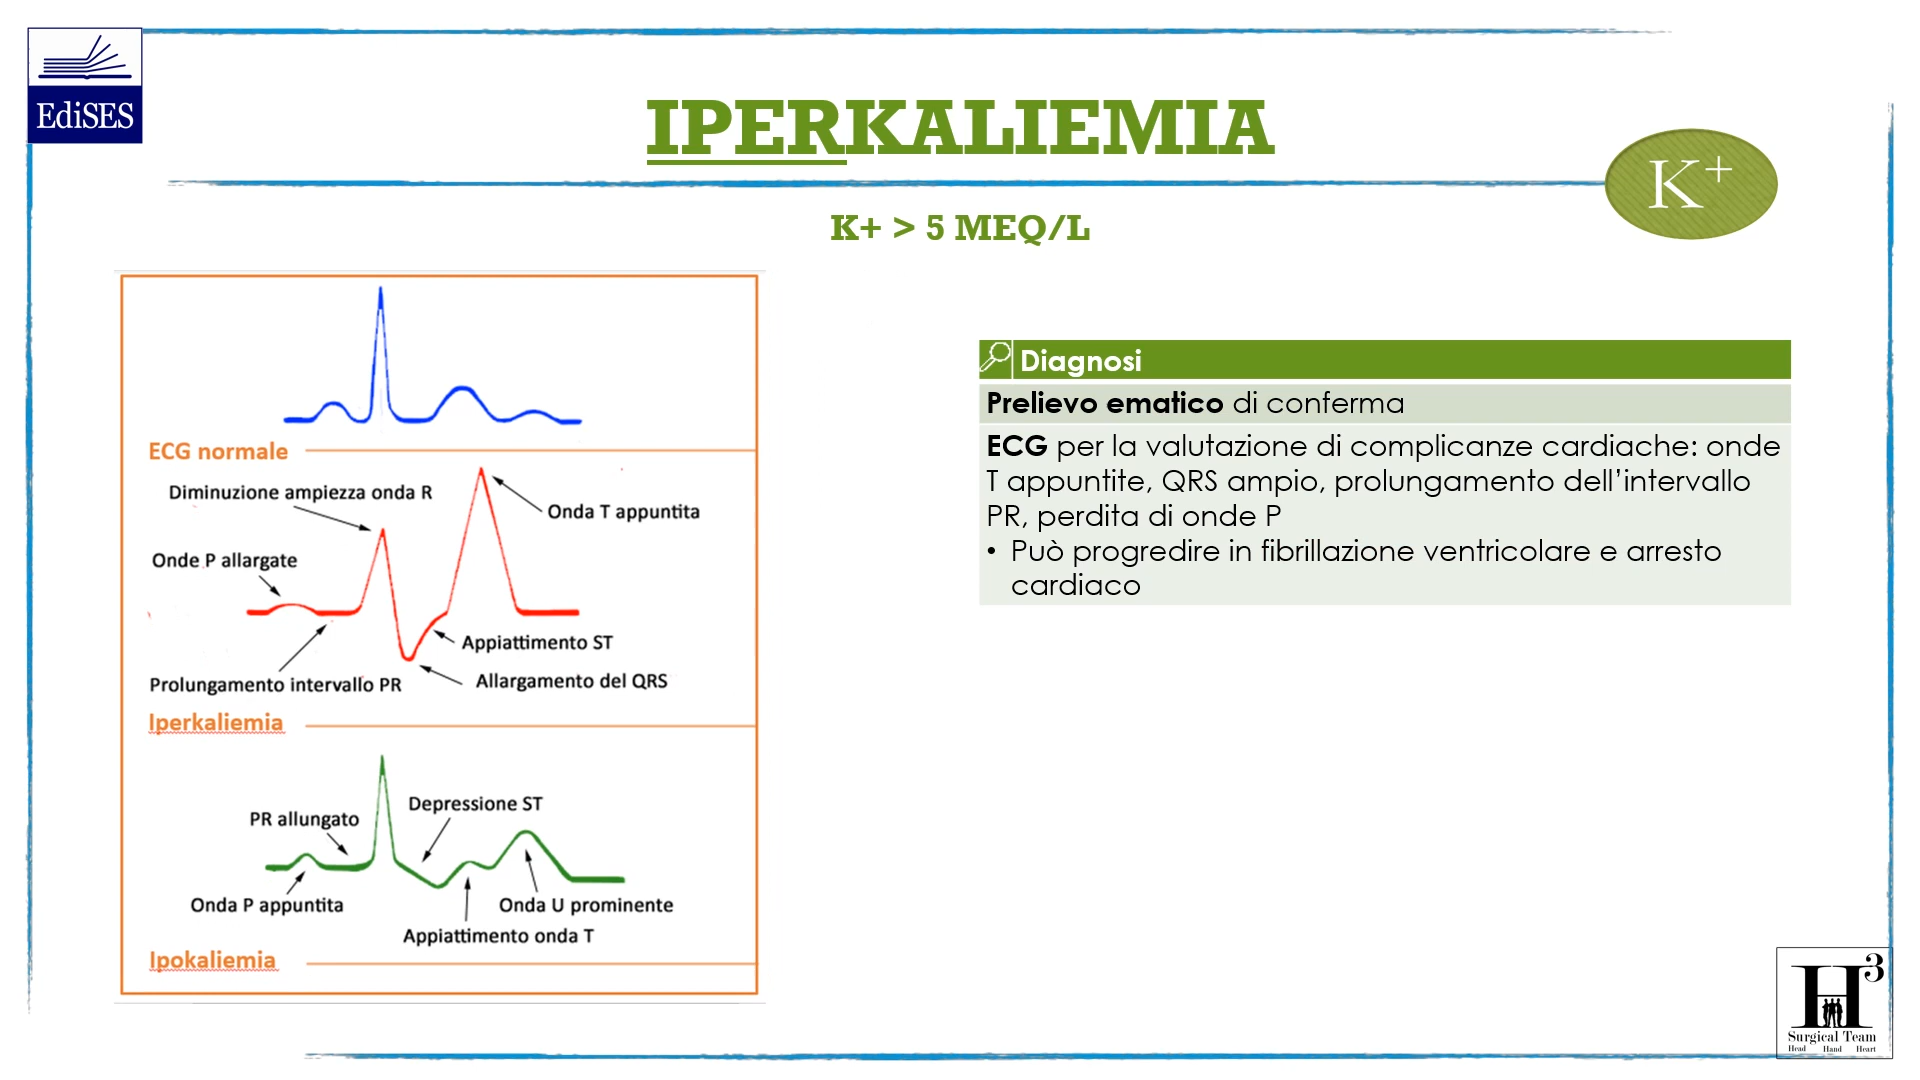 EdiSES
IPERKALIEMIA
K+
K+ > 5 MEQ/L
ECG normale
Diminuzione ampiezza onda R
Onda T appuntita
Onde P allargate
Appiattimento ST
Prolungamento intervallo PR
Allargamento del QRS
Iperkaliemia
Depressione ST
PR allungato
Onda P appuntita
Onda U prominente
Appiattimento onda T
Ipokaliemia
Diagnosi
Prelievo ematico di conferma
ECG per la valutazione di complicanze cardiache: onde
T appuntite, QRS ampio, prolungamento dell’intervallo
PR, perdita di onde P
• Può progredire in fibrillazione ventricolare e arresto
cardiaco
H3
Surgical Team
Head Hand Heart